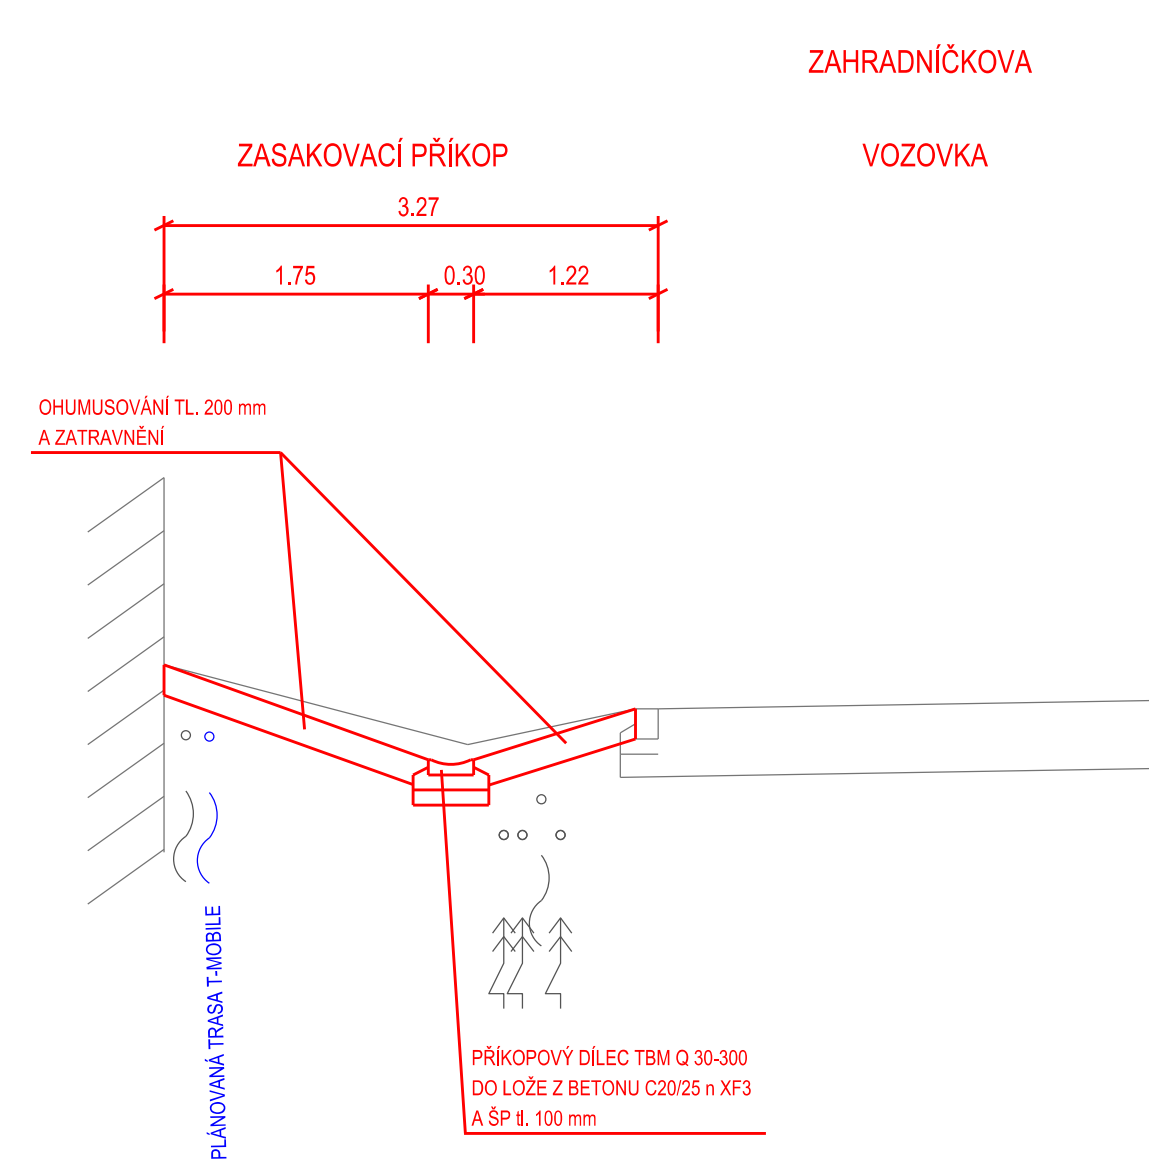 ZAHRADNÍČKOVA
ZASAKOVACÍ PŘÍKOP
VOZOVKA
3.27
1.75
0.30
1.22
OHUMUSOVÁNÍ TL. 200 mm
A ZATRAVNĚNÍ
PLÁNOVANÁ TRASA T-MOBILE
PŘÍKOPOVÝ DÍLEC TBM Q 30-300
DO LOŽE Z BETONU C20/25 n XF3
A ŠP tl. 100 mm